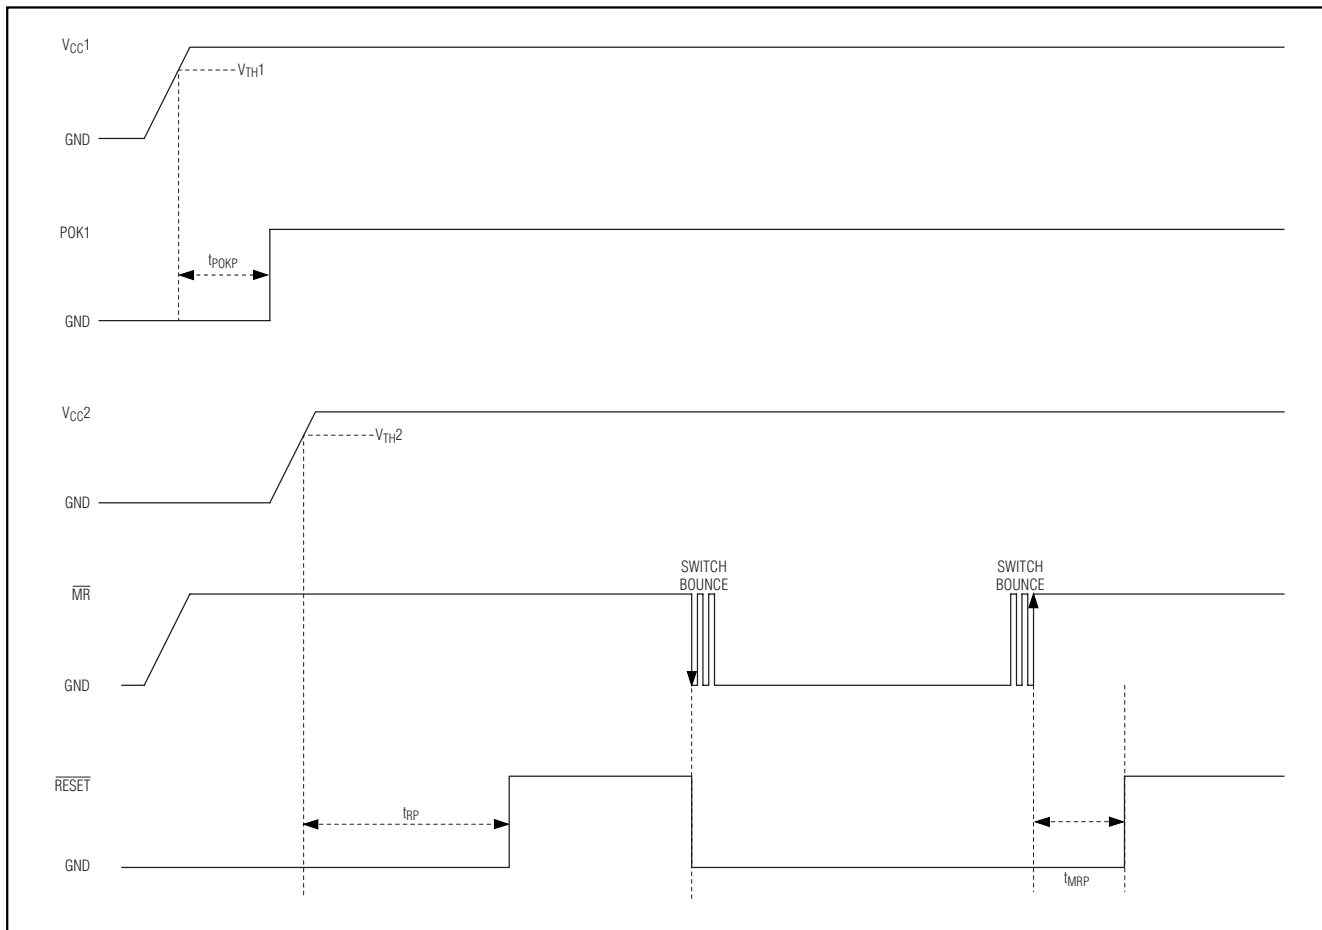 VCC1
VTH1
GND
POK1
tPOKP
GND
VCC2
VTH2
GND
SWITCH BOUNCE
SWITCH BOUNCE
MR
GND
RESET
tRP
GND
tMRP